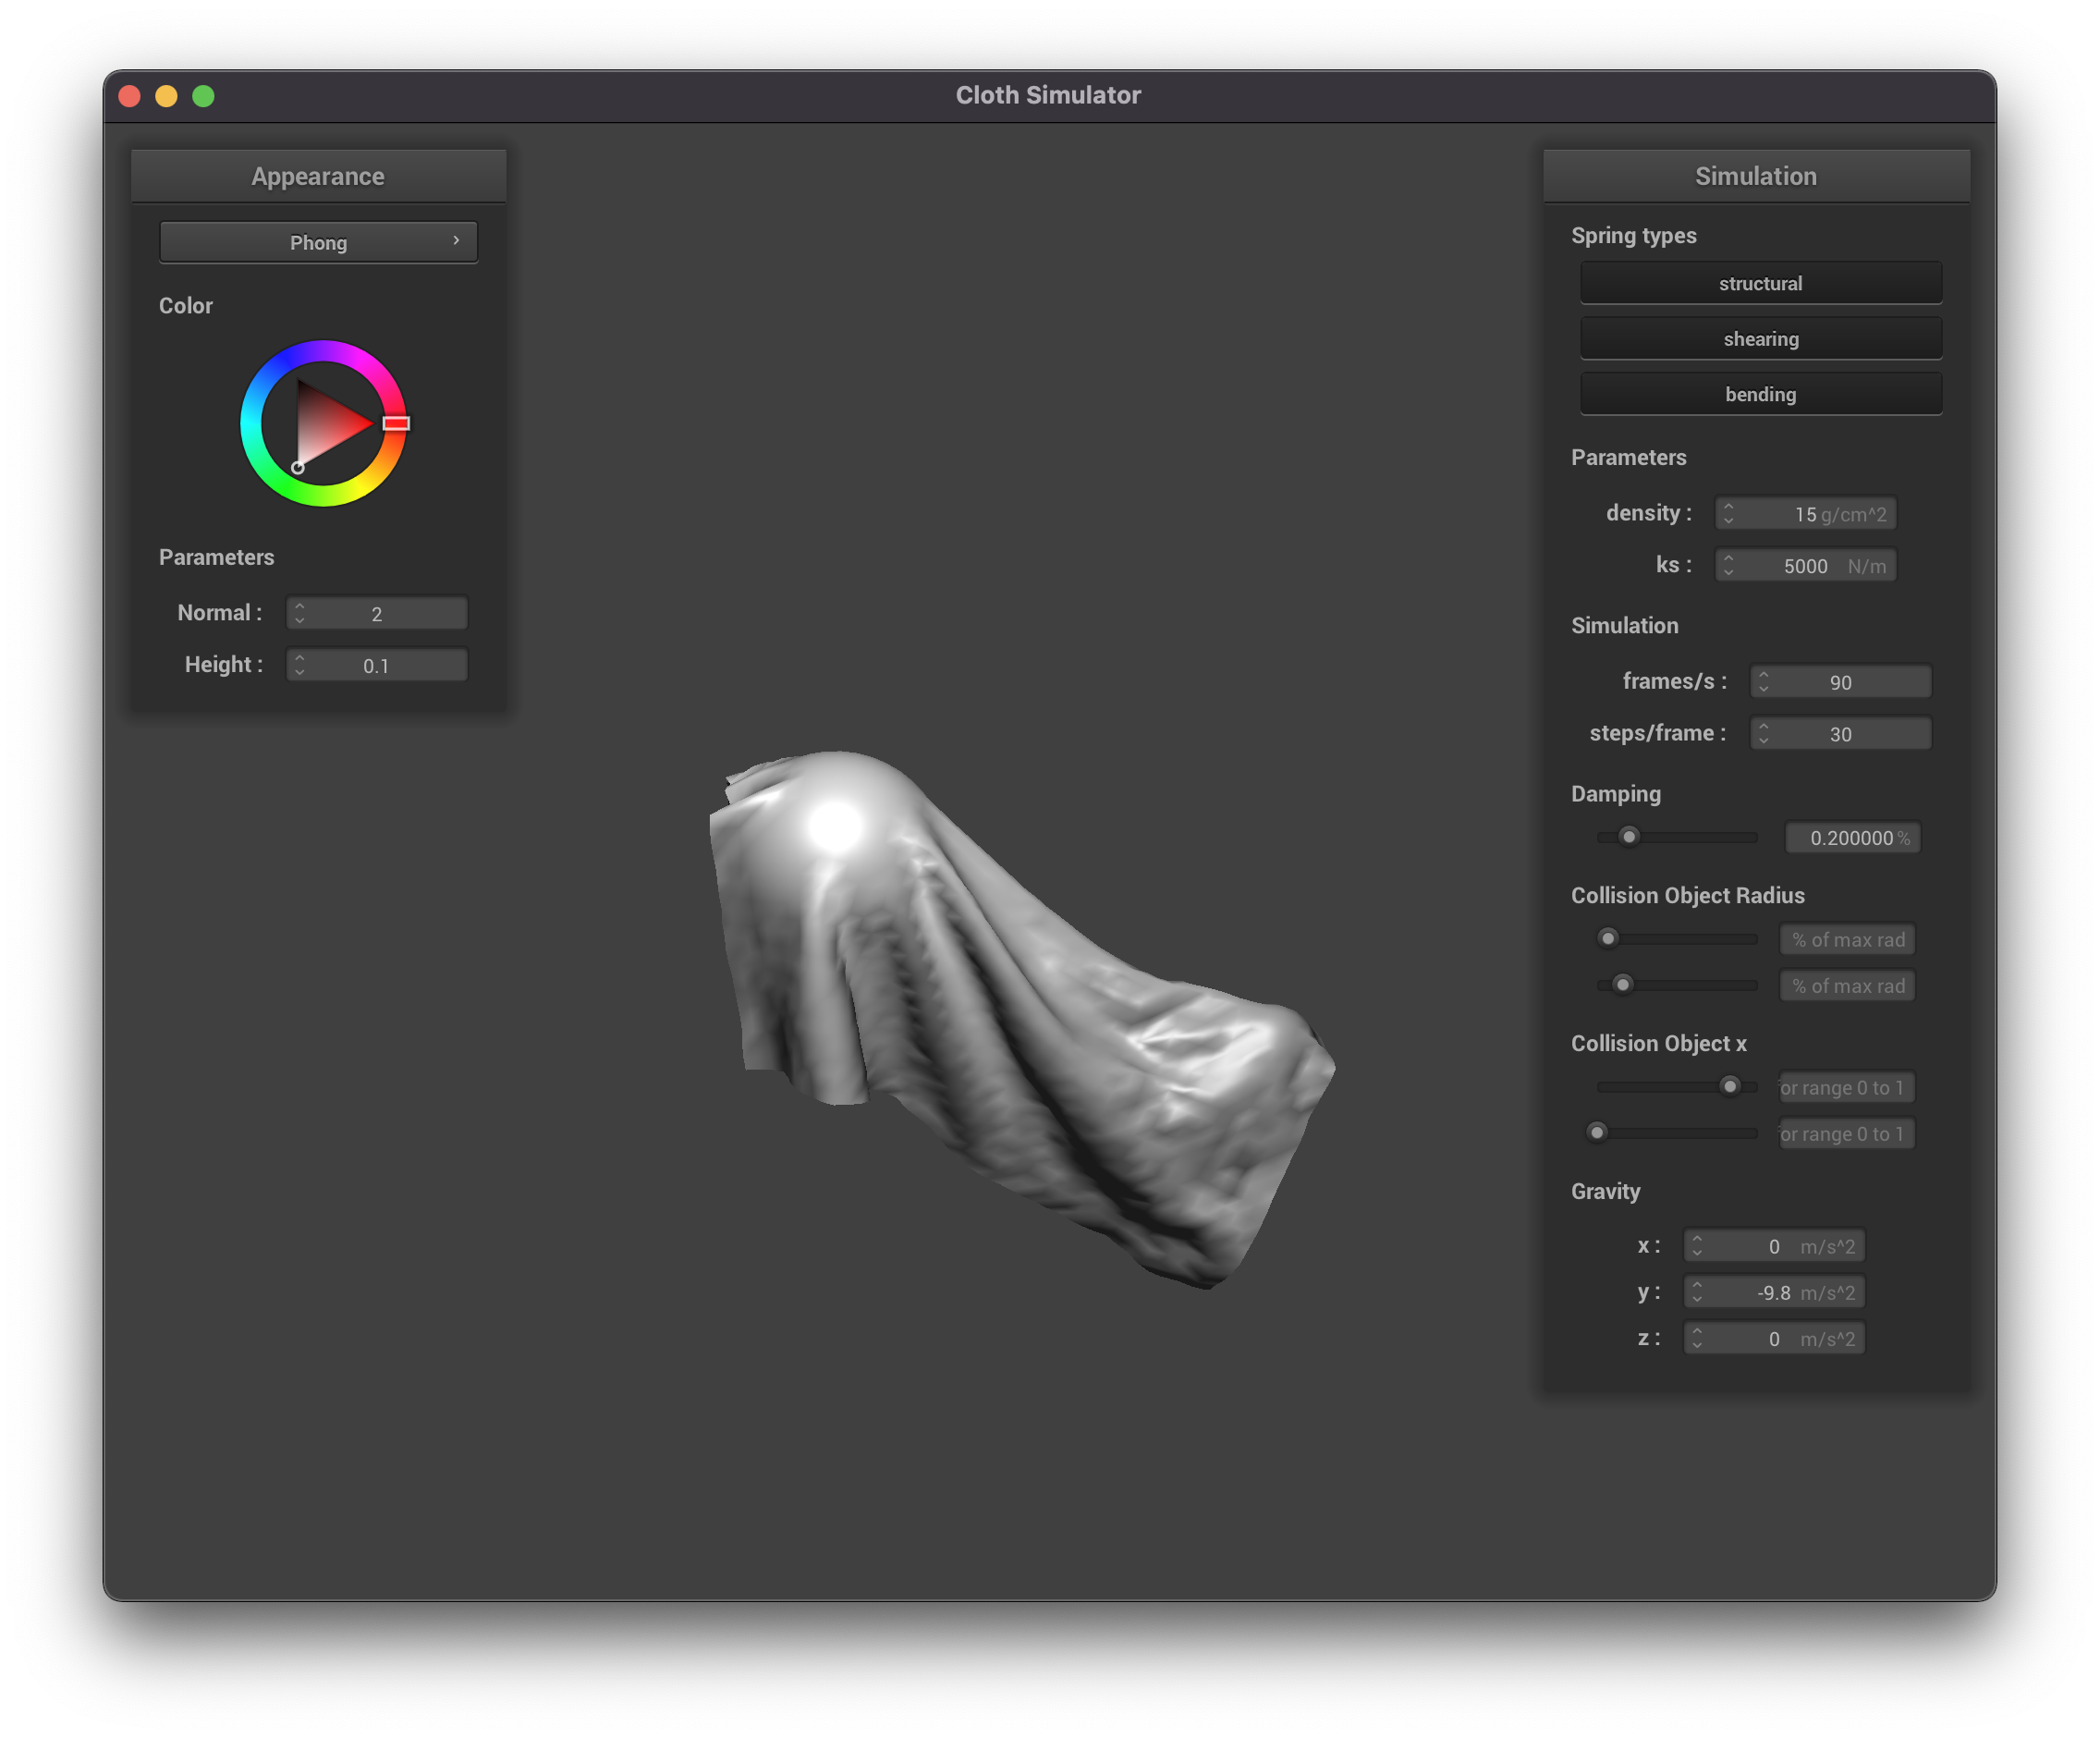 Cloth Simulator
Appearance
Phong
Color
Parameters
Normal : 2
Height : 0.1
Simulation
Spring types
structural
shearing
bending
Parameters
density : 15 g/cm^2
ks : 5000 N/m
Simulation
frames/s : 90
steps/frame : 30
Damping
0.200000 %
Collision Object Radius
% of max rad
% of max rad
Collision Object x
or range 0 to 1
or range 0 to 1
Gravity
x : 0 m/s^2
y : -9.8 m/s^2
z : 0 m/s^2